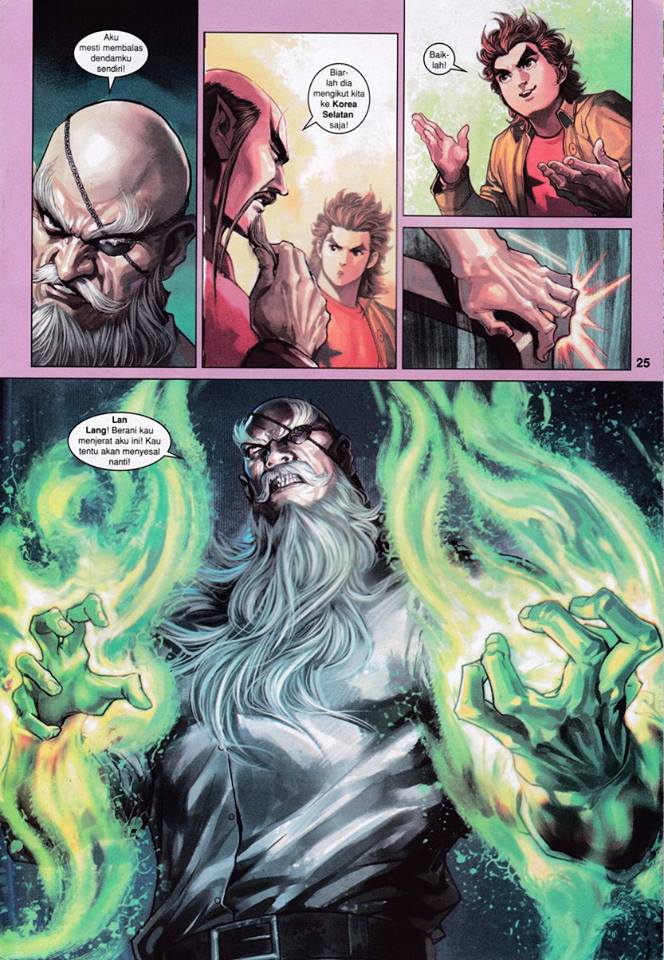 Aku
mesti membalas
dendamku
sendiri!
Biar-
lah dia
mengikut kita
ke Korea
Selatan
saja!
Baik-
lah!
25
Lan
Lang! Berani kau
menjerat aku ini! Kau
tentu akan menyesal
nanti!